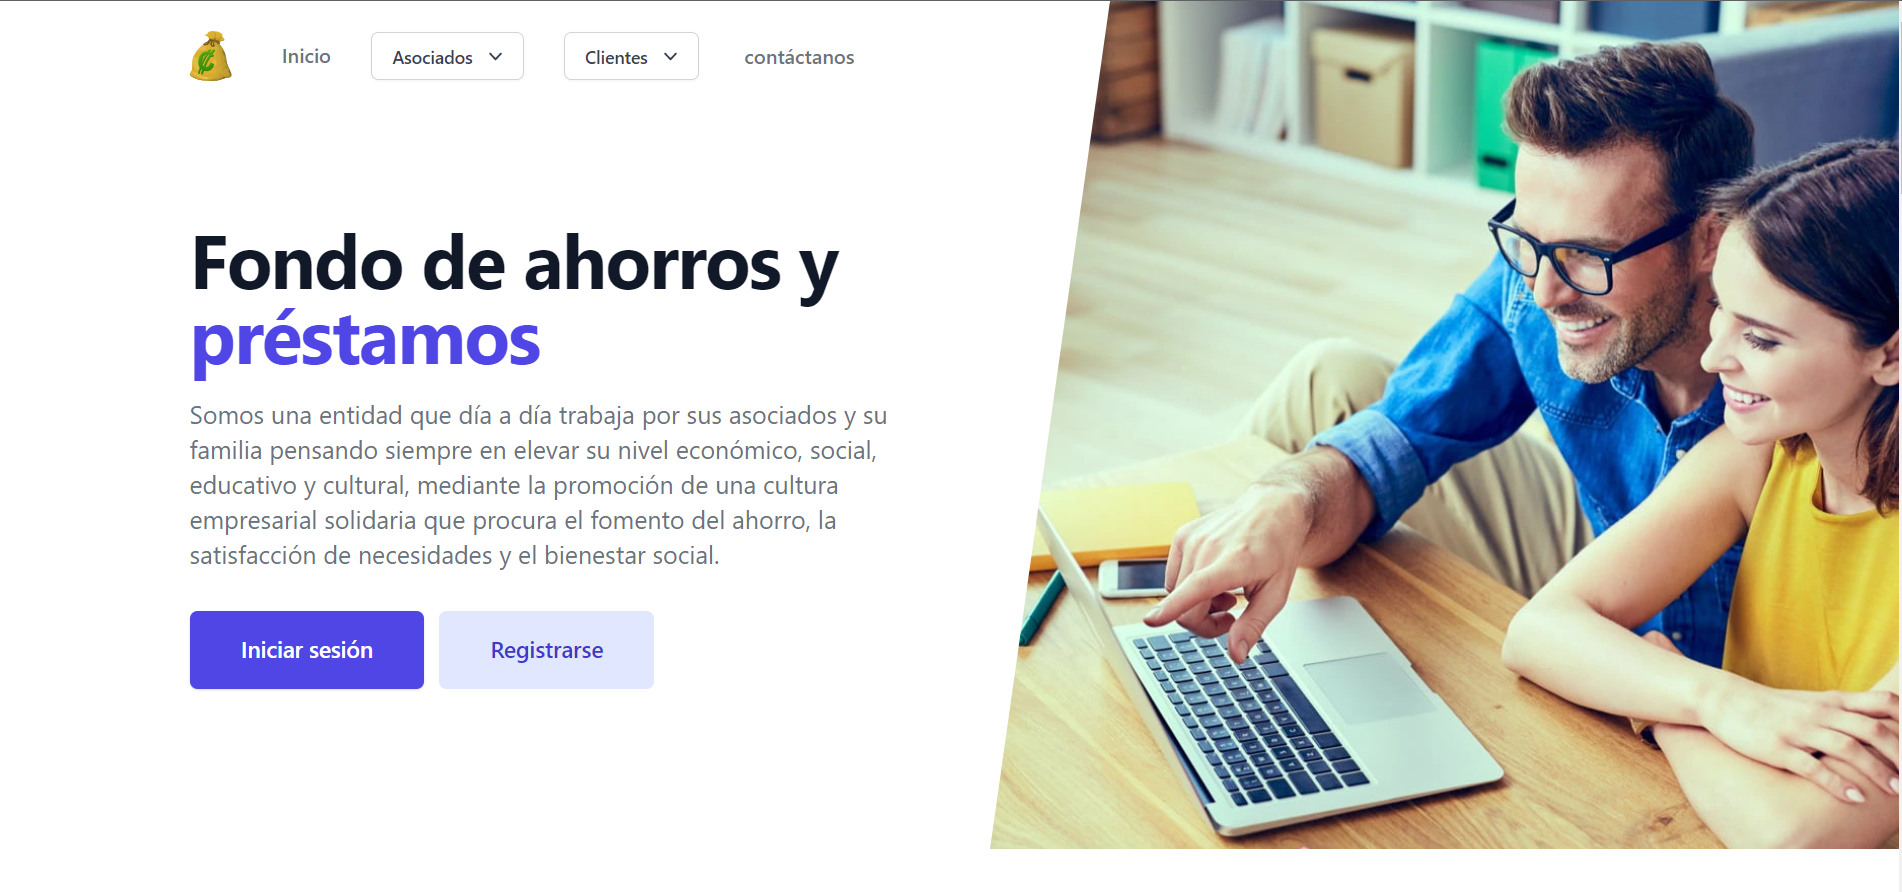 Inicio
Asociados
Clientes
contáctanos
Fondo de ahorros y
préstamos
Somos una entidad que día a día trabaja por sus asociados y su
familia pensando siempre en elevar su nivel económico, social,
educativo y cultural, mediante la promoción de una cultura
empresarial solidaria que procura el fomento del ahorro, la
satisfacción de necesidades y el bienestar social.
Iniciar sesión
Registrarse